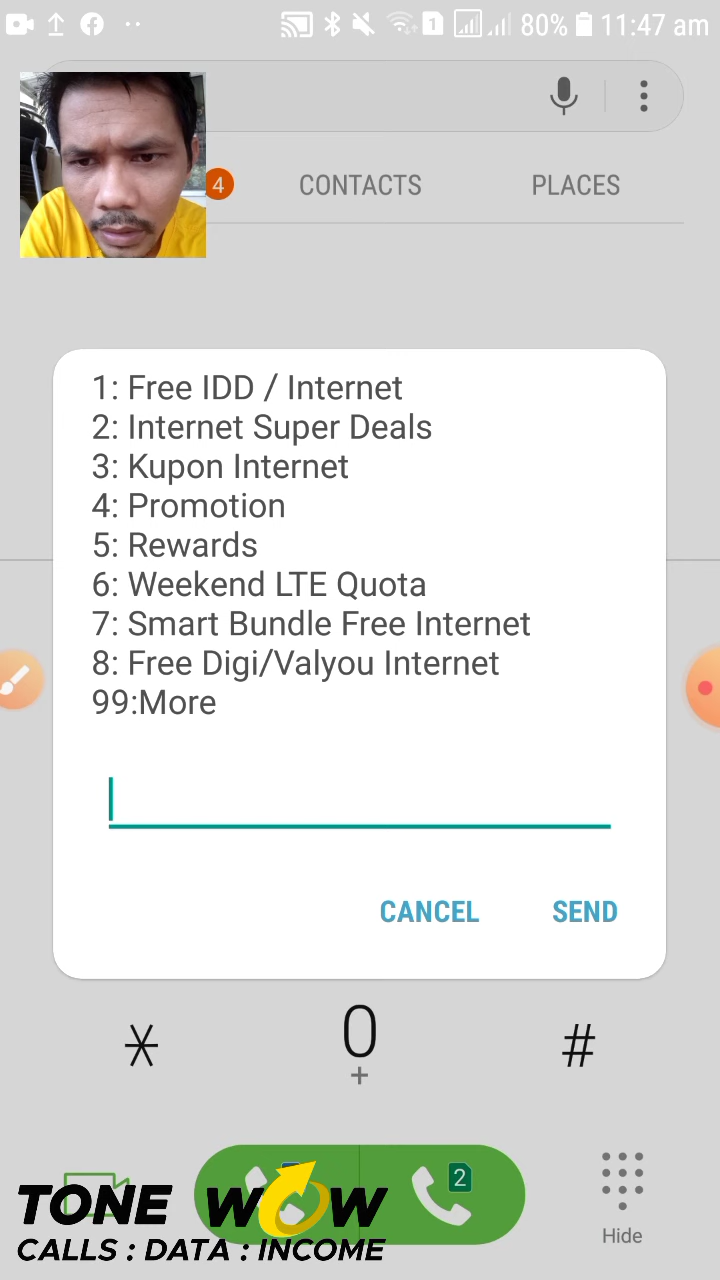 1
80%
11:47 am
4
CONTACTS
PLACES
1: Free IDD / Internet
2: Internet Super Deals
3: Kupon Internet
4: Promotion
5: Rewards
6: Weekend LTE Quota
7: Smart Bundle Free Internet
8: Free Digi/Valyou Internet
99:More
CANCEL
SEND
*
0
+
#
2
TONE WOW
CALLS : DATA : INCOME
Hide